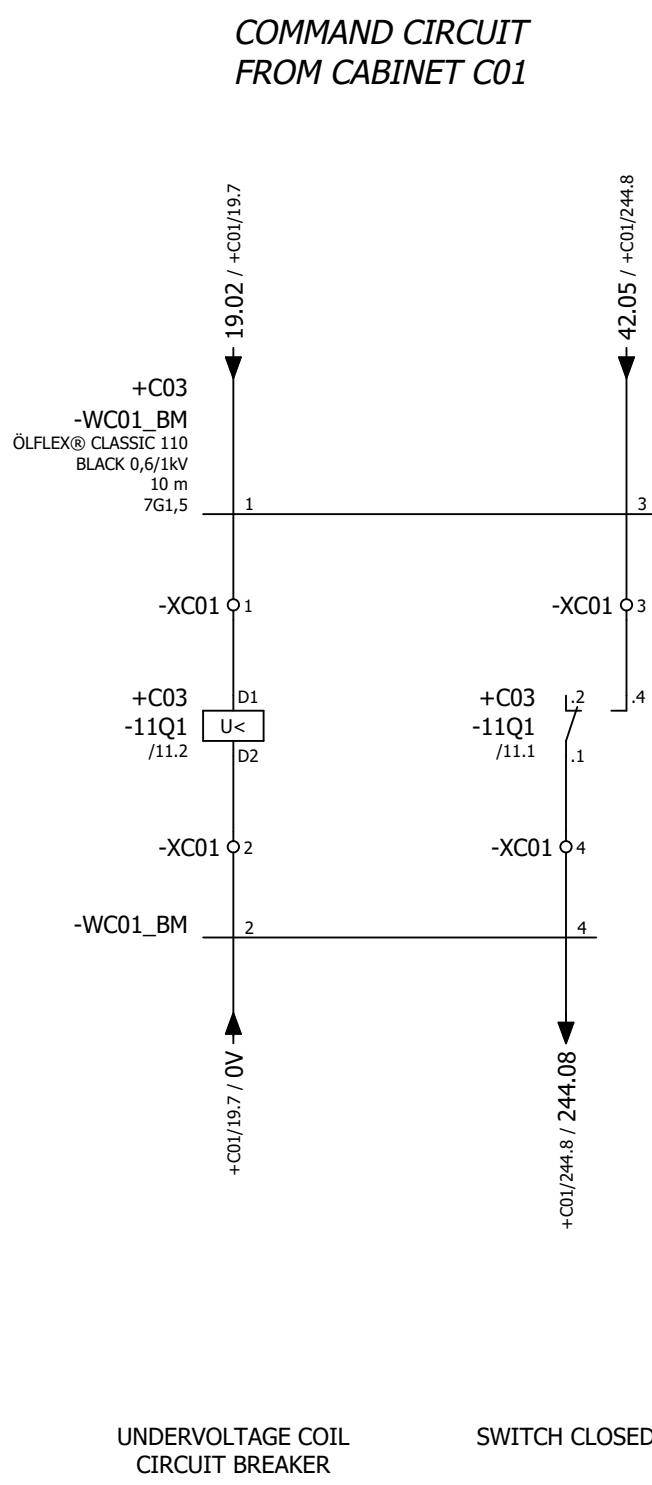 COMMAND CIRCUIT
FROM CABINET C01
19.02 / +C01/19.7
42.05 / +C01/244.8
+C03
-WC01_BM
ÖLFLEX® CLASSIC 110
BLACK 0,6/1kV
10 m
7G1,5
1
3
-XC01 1
-XC01 3
+C03
-11Q1
/11.2
D1
U<
D2
+C03
-11Q1
/11.1
.2
.4
.1
-XC01 2
-XC01 4
-WC01_BM
2
4
+C01/19.7 / 0V
+C01/244.8 / 244.08
UNDERVOLTAGE COIL
CIRCUIT BREAKER
SWITCH CLOSED